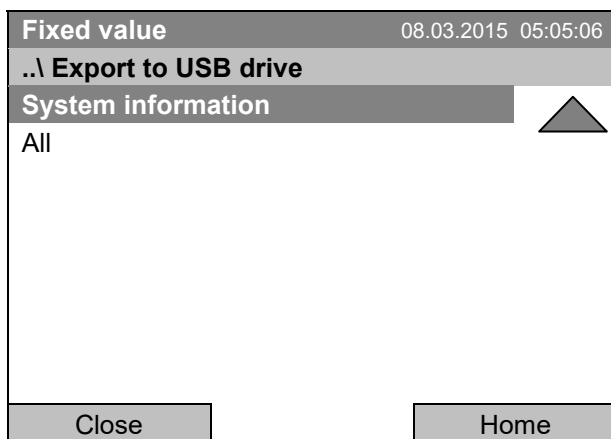 Fixed value 08.03.2015 05:05:06
..\ Export to USB drive
System information
All
Close Home